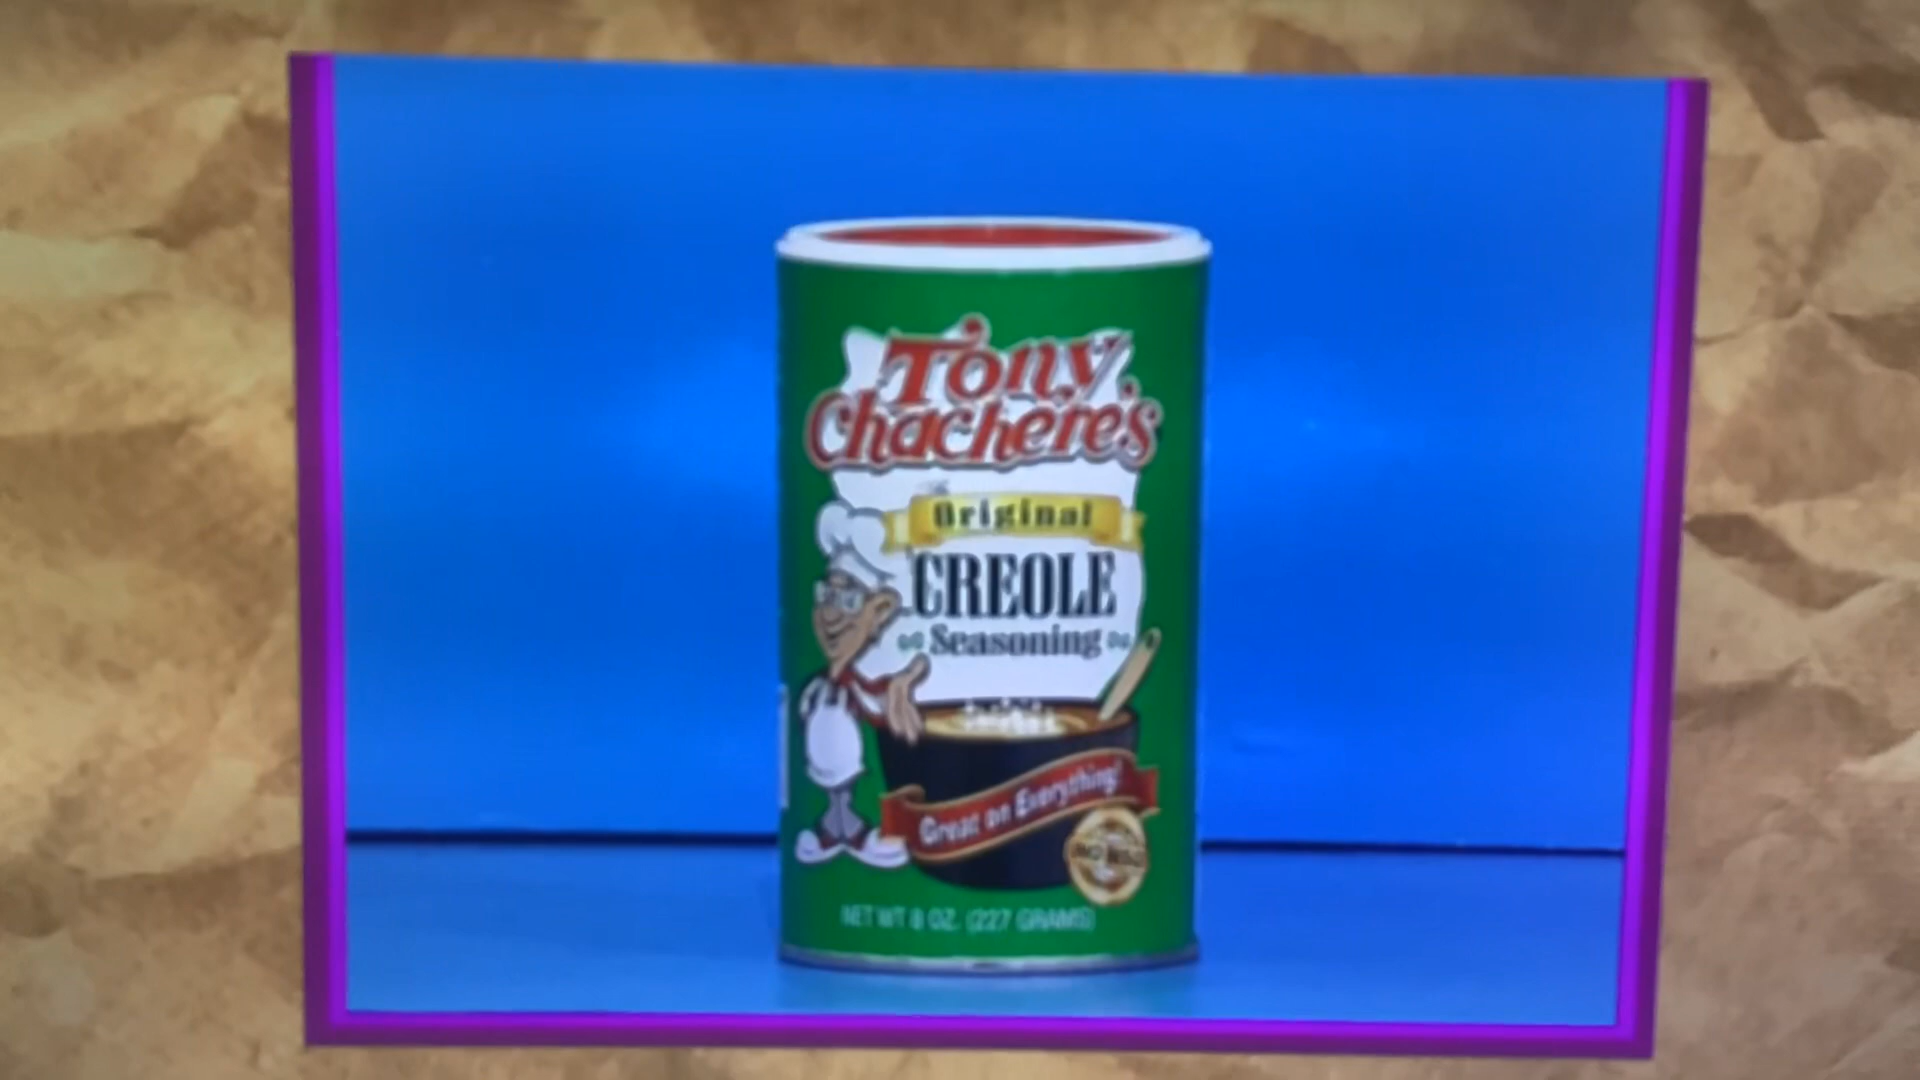 Tony
Chachere's
Original
CREOLE
Seasoning
Great on Everything!
NET WT 8 OZ. (227 GRAMS)